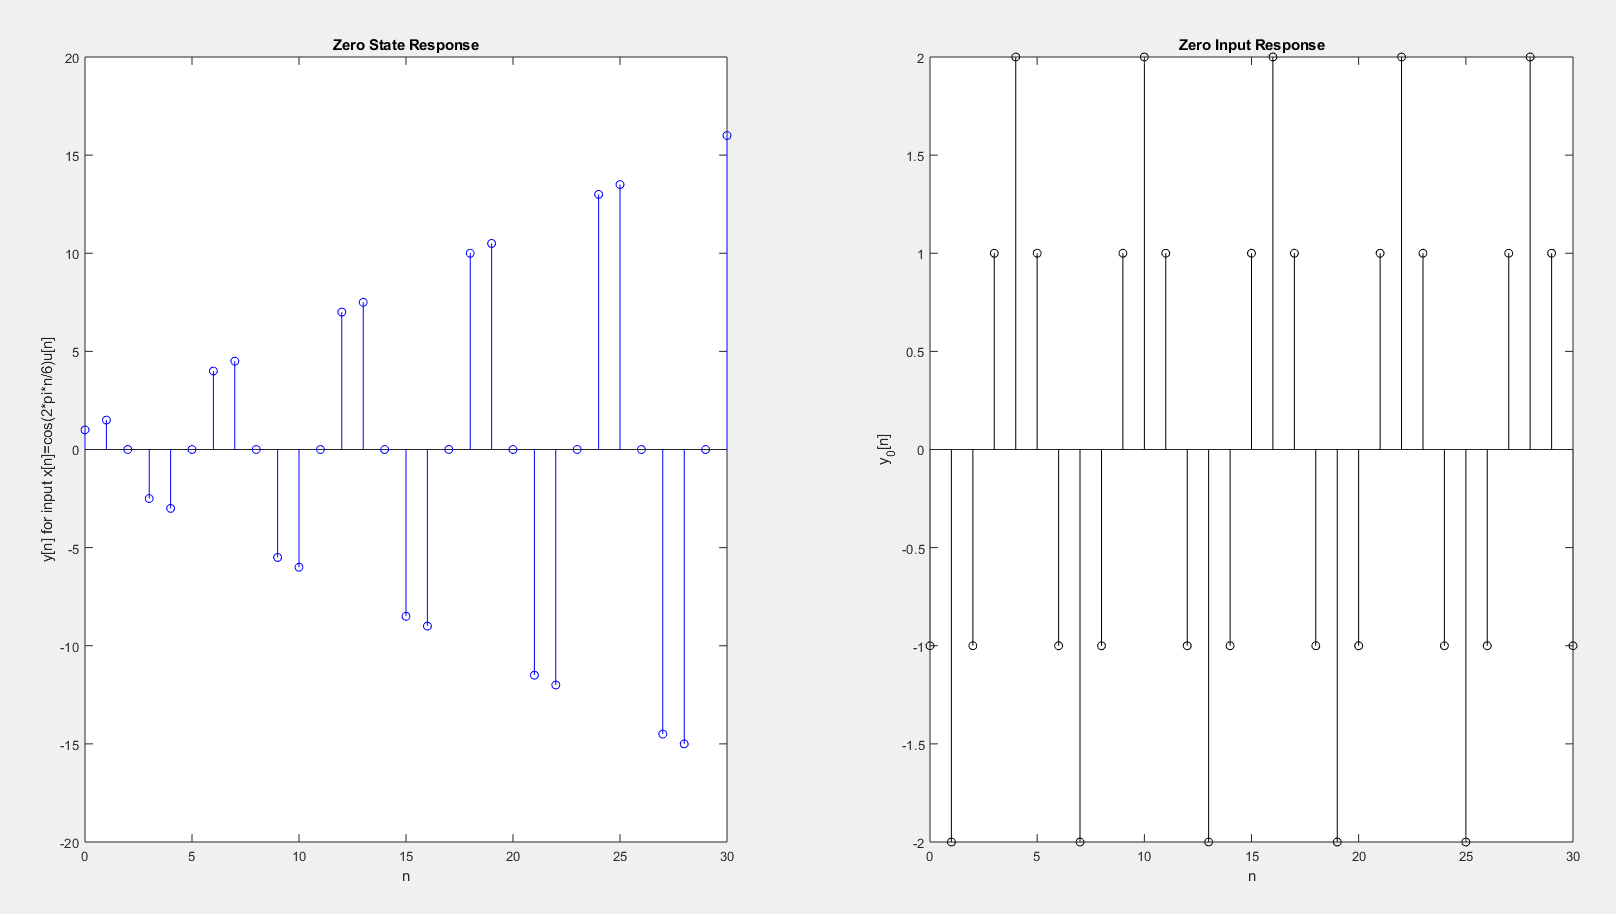 Zero State Response
y[n] for input x[n]=cos(2*pi*n/6)u[n]
20
15
10
5
0
-5
-10
-15
-20
0 5 10 15 20 25 30
n
Zero Input Response
y0[n]
2
1.5
1
0.5
0
-0.5
-1
-1.5
-2
0 5 10 15 20 25 30
n